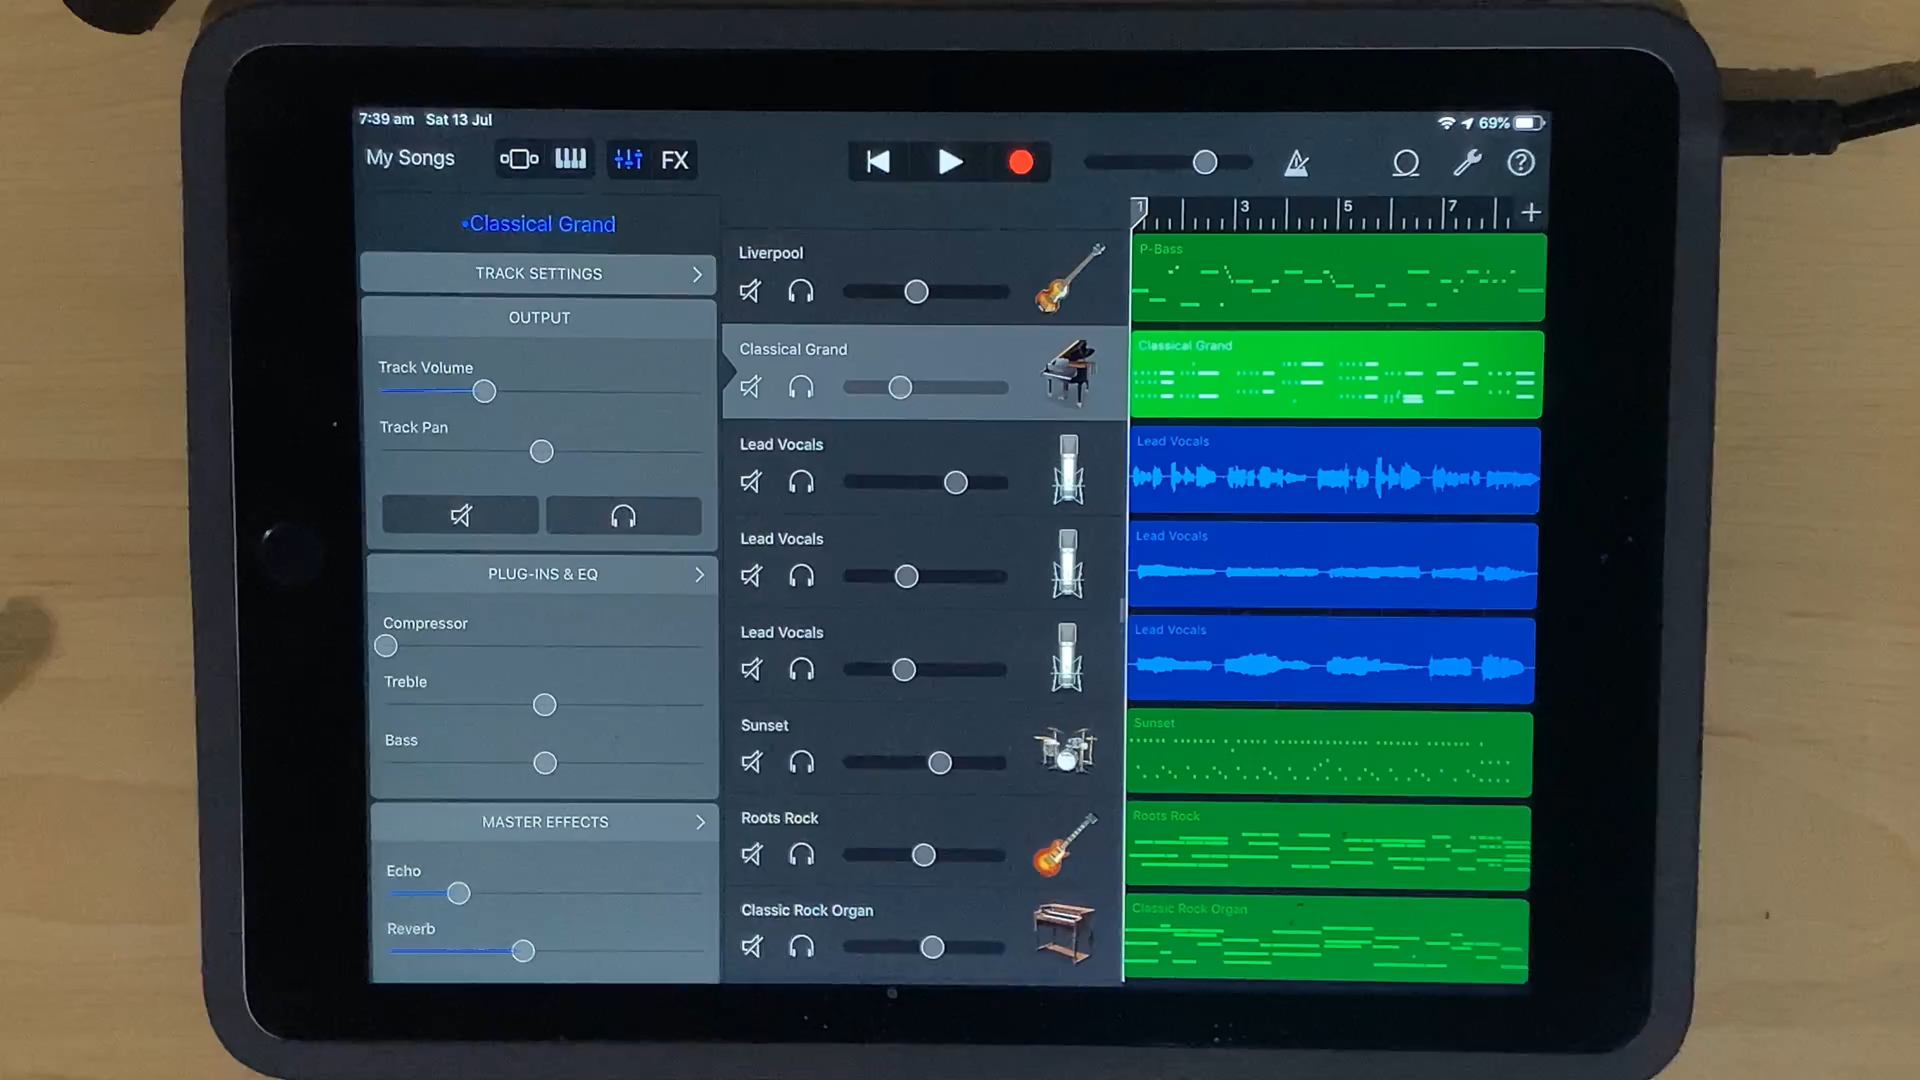 7:39 am Sat 13 Jul
69%
My Songs
FX
•Classical Grand
TRACK SETTINGS
OUTPUT
Track Volume
Track Pan
PLUG-INS & EQ
Compressor
Treble
Bass
MASTER EFFECTS
Echo
Reverb
Liverpool
Classical Grand
Lead Vocals
Lead Vocals
Lead Vocals
Sunset
Roots Rock
Classic Rock Organ
1 3 5 7 +
P-Bass
Classical Grand
Lead Vocals
Lead Vocals
Lead Vocals
Sunset
Roots Rock
Classic Rock Organ